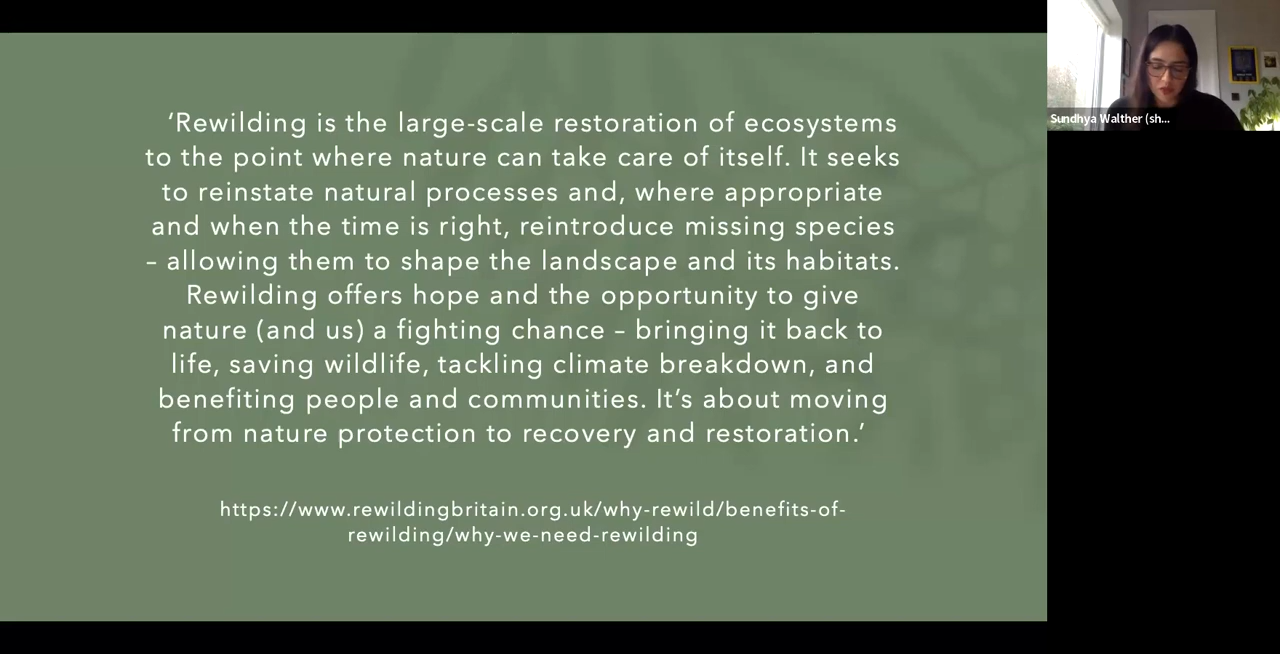 ‘Rewilding is the large-scale restoration of ecosystems
to the point where nature can take care of itself. It seeks
to reinstate natural processes and, where appropriate
and when the time is right, reintroduce missing species
– allowing them to shape the landscape and its habitats.
Rewilding offers hope and the opportunity to give
nature (and us) a fighting chance – bringing it back to
life, saving wildlife, tackling climate breakdown, and
benefiting people and communities. It’s about moving
from nature protection to recovery and restoration.’
https://www.rewildingbritain.org.uk/why-rewild/benefits-of-
rewilding/why-we-need-rewilding
Sundhya Walther (sh...